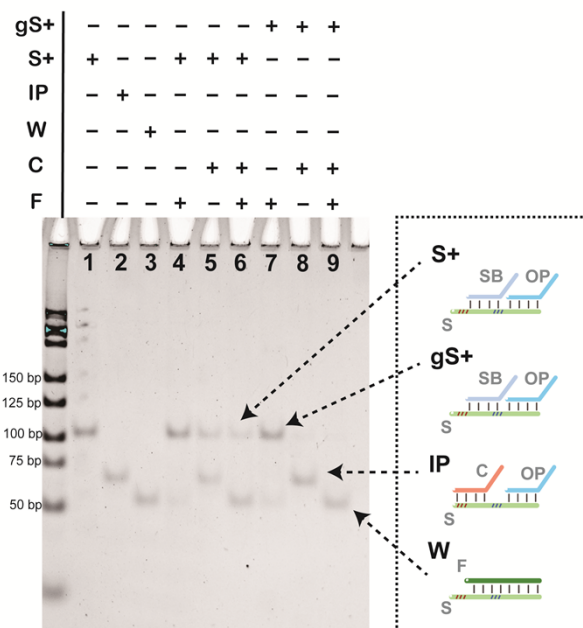 gS+ – – – – – – + + +
S+ + – – + + + – – –
IP – + – – – – – – –
W – – + – – – – – –
C – – – – + + – + +
F – – – + – + + – +
1 2 3 4 5 6 7 8 9
150 bp
125 bp
100 bp
75 bp
50 bp
S+
SB OP
S
gS+
SB OP
S
IP
C OP
S
W
F
S